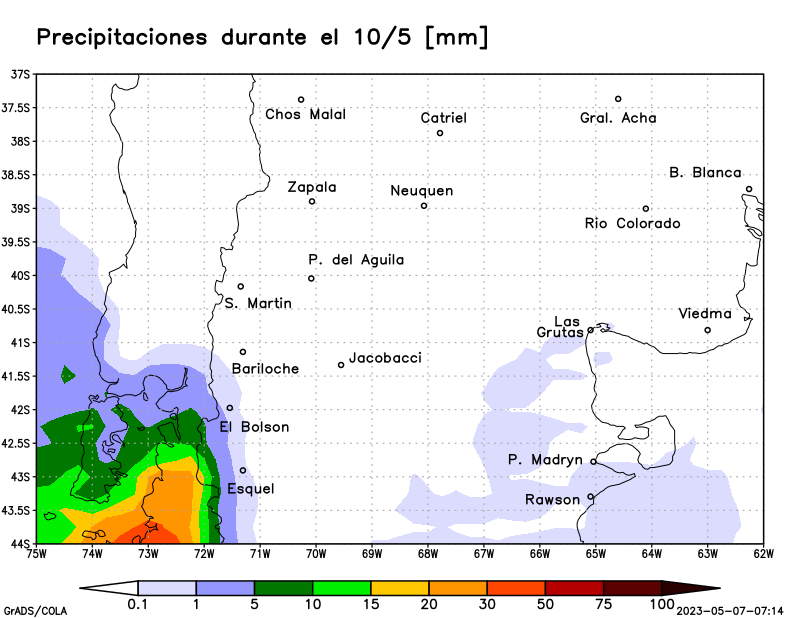 Precipitaciones durante el 10/5 [mm]
37S
37.5S
Chos Malal
Catriel
Gral. Acha
38S
38.5S
B. Blanca
Zapala
Neuquen
39S
Rio Colorado
39.5S
P. del Aguila
40S
S. Martin
40.5S
Viedma
Las
Grutas
41S
Jacobacci
Bariloche
41.5S
42S
El Bolson
42.5S
P. Madryn
43S
Esquel
Rawson
43.5S
44S
75W 74W 73W 72W 71W 70W 69W 68W 67W 66W 65W 64W 63W 62W
0.1 1 5 10 15 20 30 50 75 100
GrADS/COLA
2023-05-07-07:14